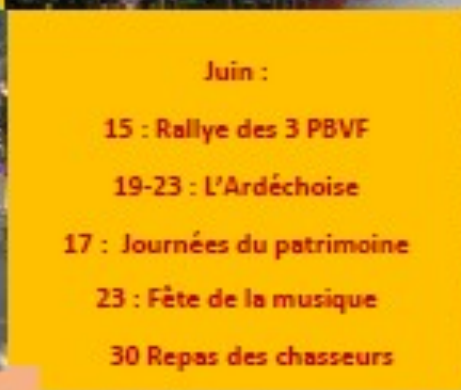 Juin :
15 : Rallye des 3 PBVF
19-23 : L'Ardéchoise
17 : Journées du patrimoine
23 : Fête de la musique
30 Repas des chasseurs